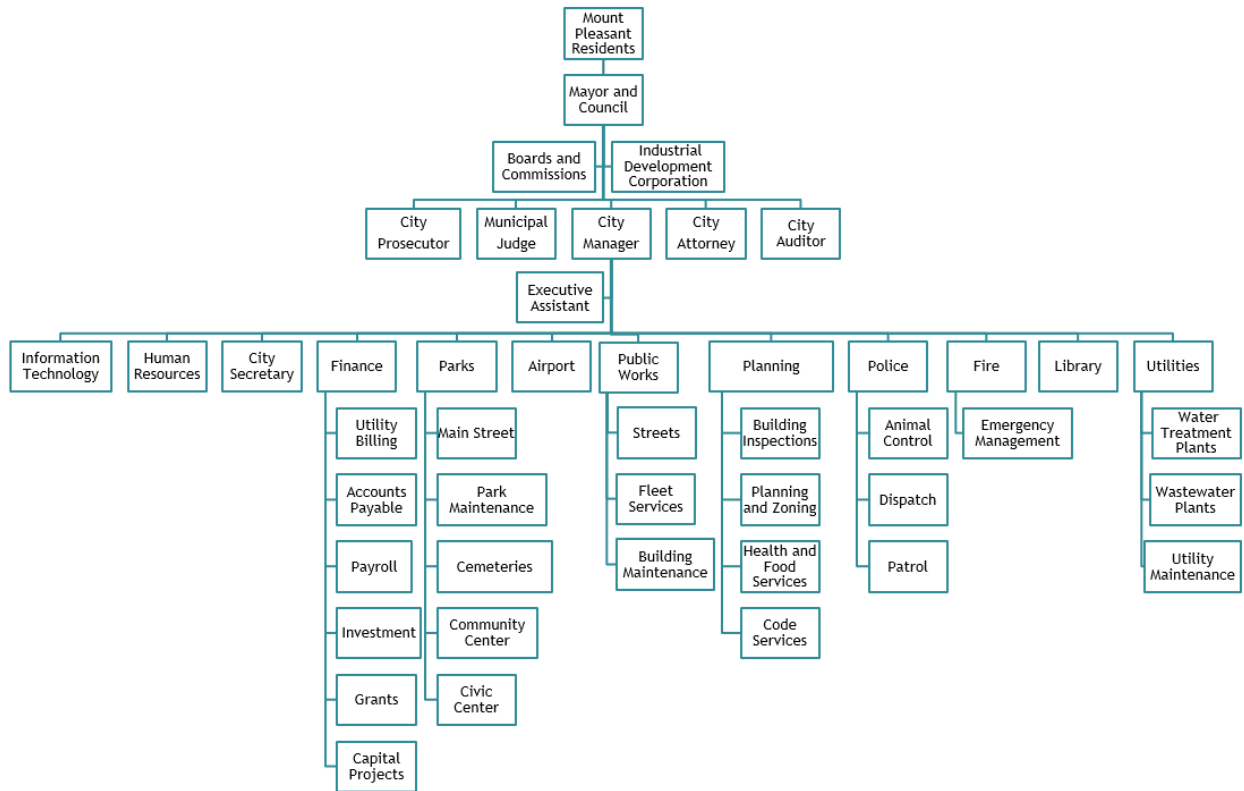 Mount
Pleasant
Residents
Mayor and
Council
Boards and
Commissions
Industrial
Development
Corporation
City
Prosecutor
Municipal
Judge
City
Manager
City
Attorney
City
Auditor
Executive
Assistant
Information
Technology
Human
Resources
City
Secretary
Finance
Parks
Airport
Public
Works
Planning
Police
Fire
Library
Utilities
Utility
Billing
Accounts
Payable
Payroll
Investment
Grants
Capital
Projects
Main Street
Park
Maintenance
Cemeteries
Community
Center
Civic
Center
Streets
Fleet
Services
Building
Maintenance
Building
Inspections
Planning
and Zoning
Health and
Food
Services
Code
Services
Animal
Control
Dispatch
Patrol
Emergency
Management
Water
Treatment
Plants
Wastewater
Plants
Utility
Maintenance